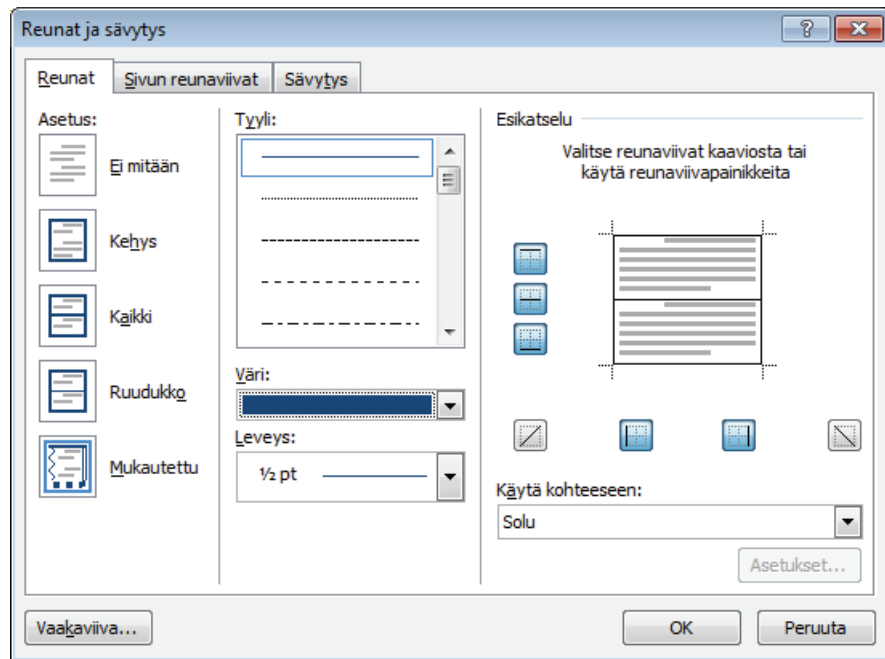 Reunat ja sävytys
Reunat
Sivun reunaviivat
Sävytys
Asetus:
Ei mitään
Kehys
Kaikki
Ruudukko
Mukautettu
Tyyli:
Väri:
Leveys:
½ pt
Esikatselu
Valitse reunaviivat kaaviosta tai
käytä reunaviivapainikkeita
Käytä kohteeseen:
Solu
Asetukset...
Vaakaviiva...
OK
Peruuta